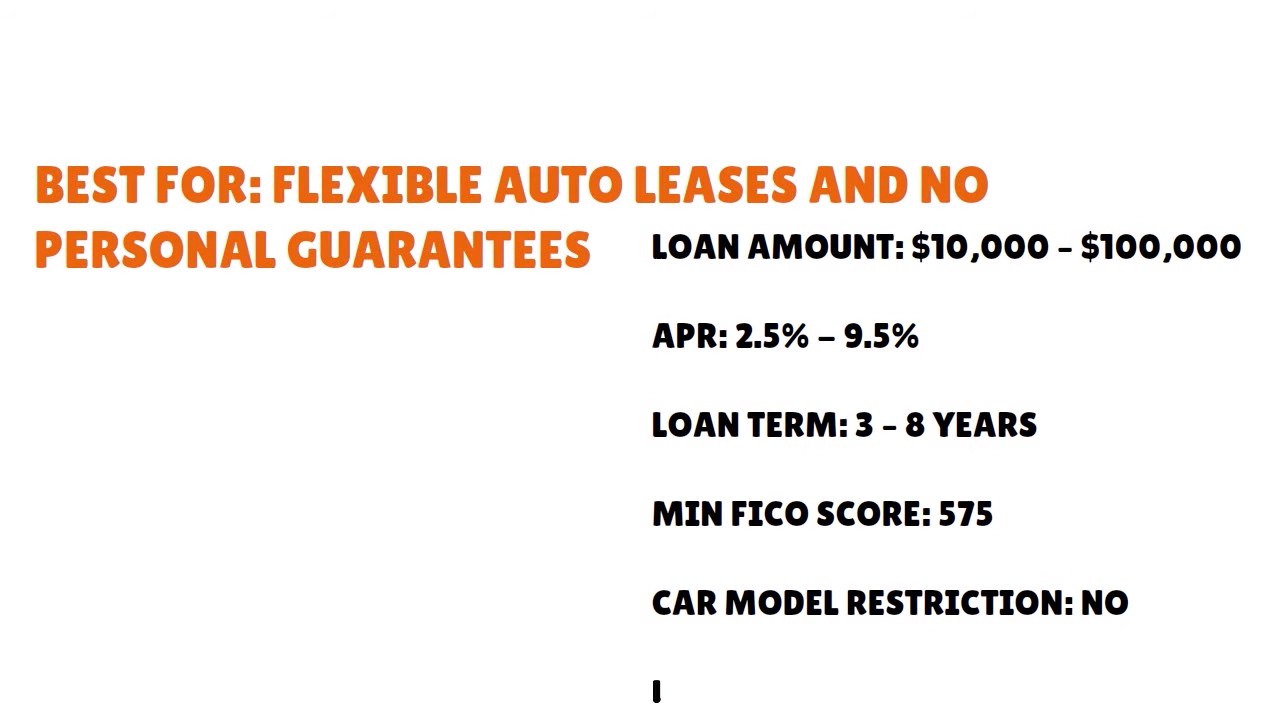 BEST FOR: FLEXIBLE AUTO LEASES AND NO
PERSONAL GUARANTEES
LOAN AMOUNT: $10,000 – $100,000
APR: 2.5% – 9.5%
LOAN TERM: 3 – 8 YEARS
MIN FICO SCORE: 575
CAR MODEL RESTRICTION: NO